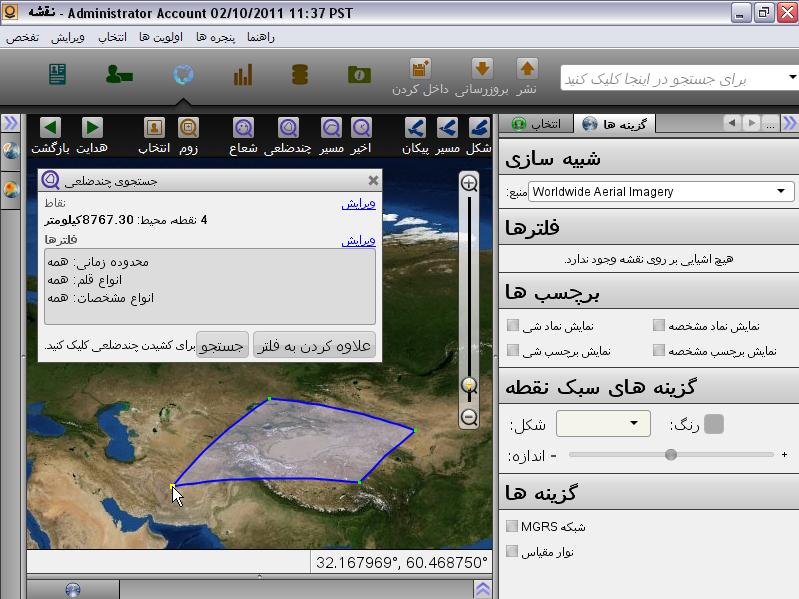 نقشه - Administrator Account 02/10/2011 11:37 PST
تفخص ویرایش انتخاب اولویت ها پنجره ها راهنما
داخل کردن بروزرسانی نشر
برای جستجو در اینجا کلیک کنید
بازگشت هدایت انتخاب زوم شعاع چندضلعی مسیر اخیر پیکان مسیر شکل
انتخاب گزینه ها ...
جستجوی چندضلعی
نقاط ویرایش
4 نقطه، محیط: 8767.30کیلومتر
فلترها ویرایش
محدوده زمانی: همه
انواع قلم: همه
انواع مشخصات: همه
برای کشیدن چندضلعی کلیک کنید. جستجو علاوه کردن به فلتر
شبیه سازی
منبع: Worldwide Aerial Imagery
فلترها
هیچ اشیایی بر روی نقشه وجود ندارد.
برچسب ها
نمایش نماد شی نمایش نماد مشخصه
نمایش برچسب شی نمایش برچسب مشخصه
گزینه های سبک نقطه
شکل: رنگ:
اندازه: - +
گزینه ها
شبکه MGRS
نوار مقیاس
32.167969°, 60.468750°